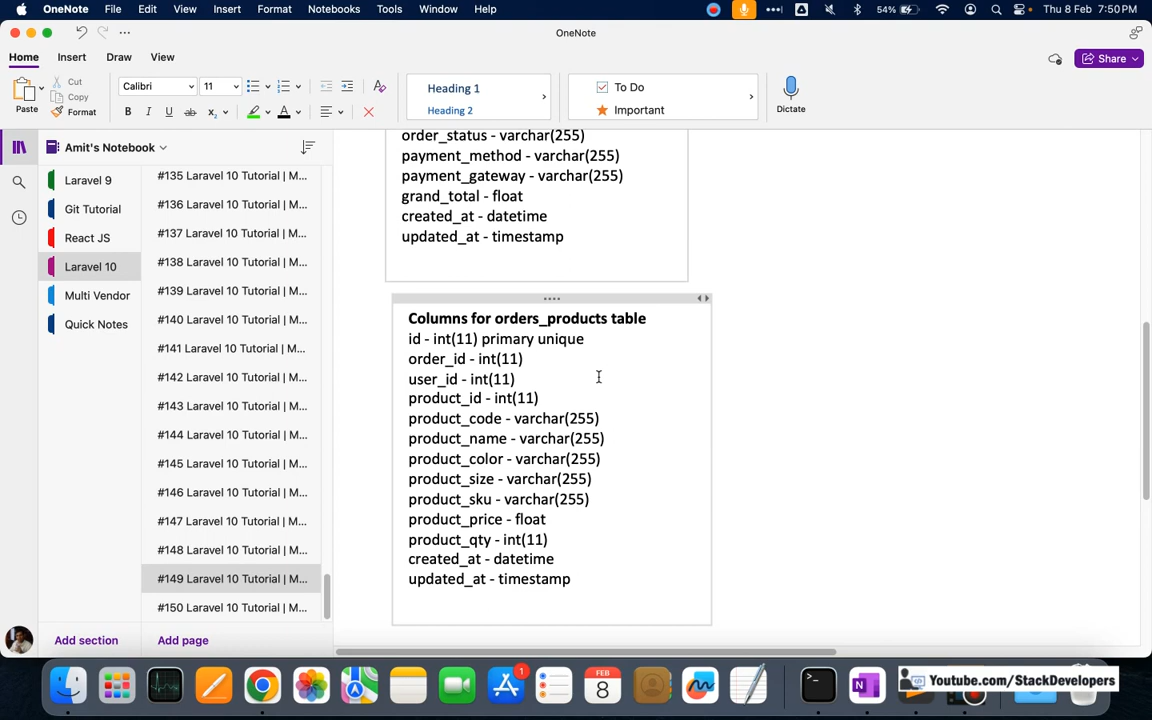 OneNote File Edit View Insert Format Notebooks Tools Window Help 54% Thu 8 Feb 7:50 PM
OneNote
Home Insert Draw View Share
Paste Cut Copy Format Calibri 11 Heading 1 Heading 2 To Do Important Dictate
B I U ab
Amit's Notebook
Laravel 9
Git Tutorial
React JS
Laravel 10
Multi Vendor
Quick Notes
Add section
#135 Laravel 10 Tutorial | M...
#136 Laravel 10 Tutorial | M...
#137 Laravel 10 Tutorial | M...
#138 Laravel 10 Tutorial | M...
#139 Laravel 10 Tutorial | M...
#140 Laravel 10 Tutorial | M...
#141 Laravel 10 Tutorial | M...
#142 Laravel 10 Tutorial | M...
#143 Laravel 10 Tutorial | M...
#144 Laravel 10 Tutorial | M...
#145 Laravel 10 Tutorial | M...
#146 Laravel 10 Tutorial | M...
#147 Laravel 10 Tutorial | M...
#148 Laravel 10 Tutorial | M...
#149 Laravel 10 Tutorial | M...
#150 Laravel 10 Tutorial | M...
Add page
order_status - varchar(255)
payment_method - varchar(255)
payment_gateway - varchar(255)
grand_total - float
created_at - datetime
updated_at - timestamp
Columns for orders_products table
id - int(11) primary unique
order_id - int(11)
user_id - int(11)
product_id - int(11)
product_code - varchar(255)
product_name - varchar(255)
product_color - varchar(255)
product_size - varchar(255)
product_sku - varchar(255)
product_price - float
product_qty - int(11)
created_at - datetime
updated_at - timestamp
FEB
8
1
Youtube.com/StackDevelopers